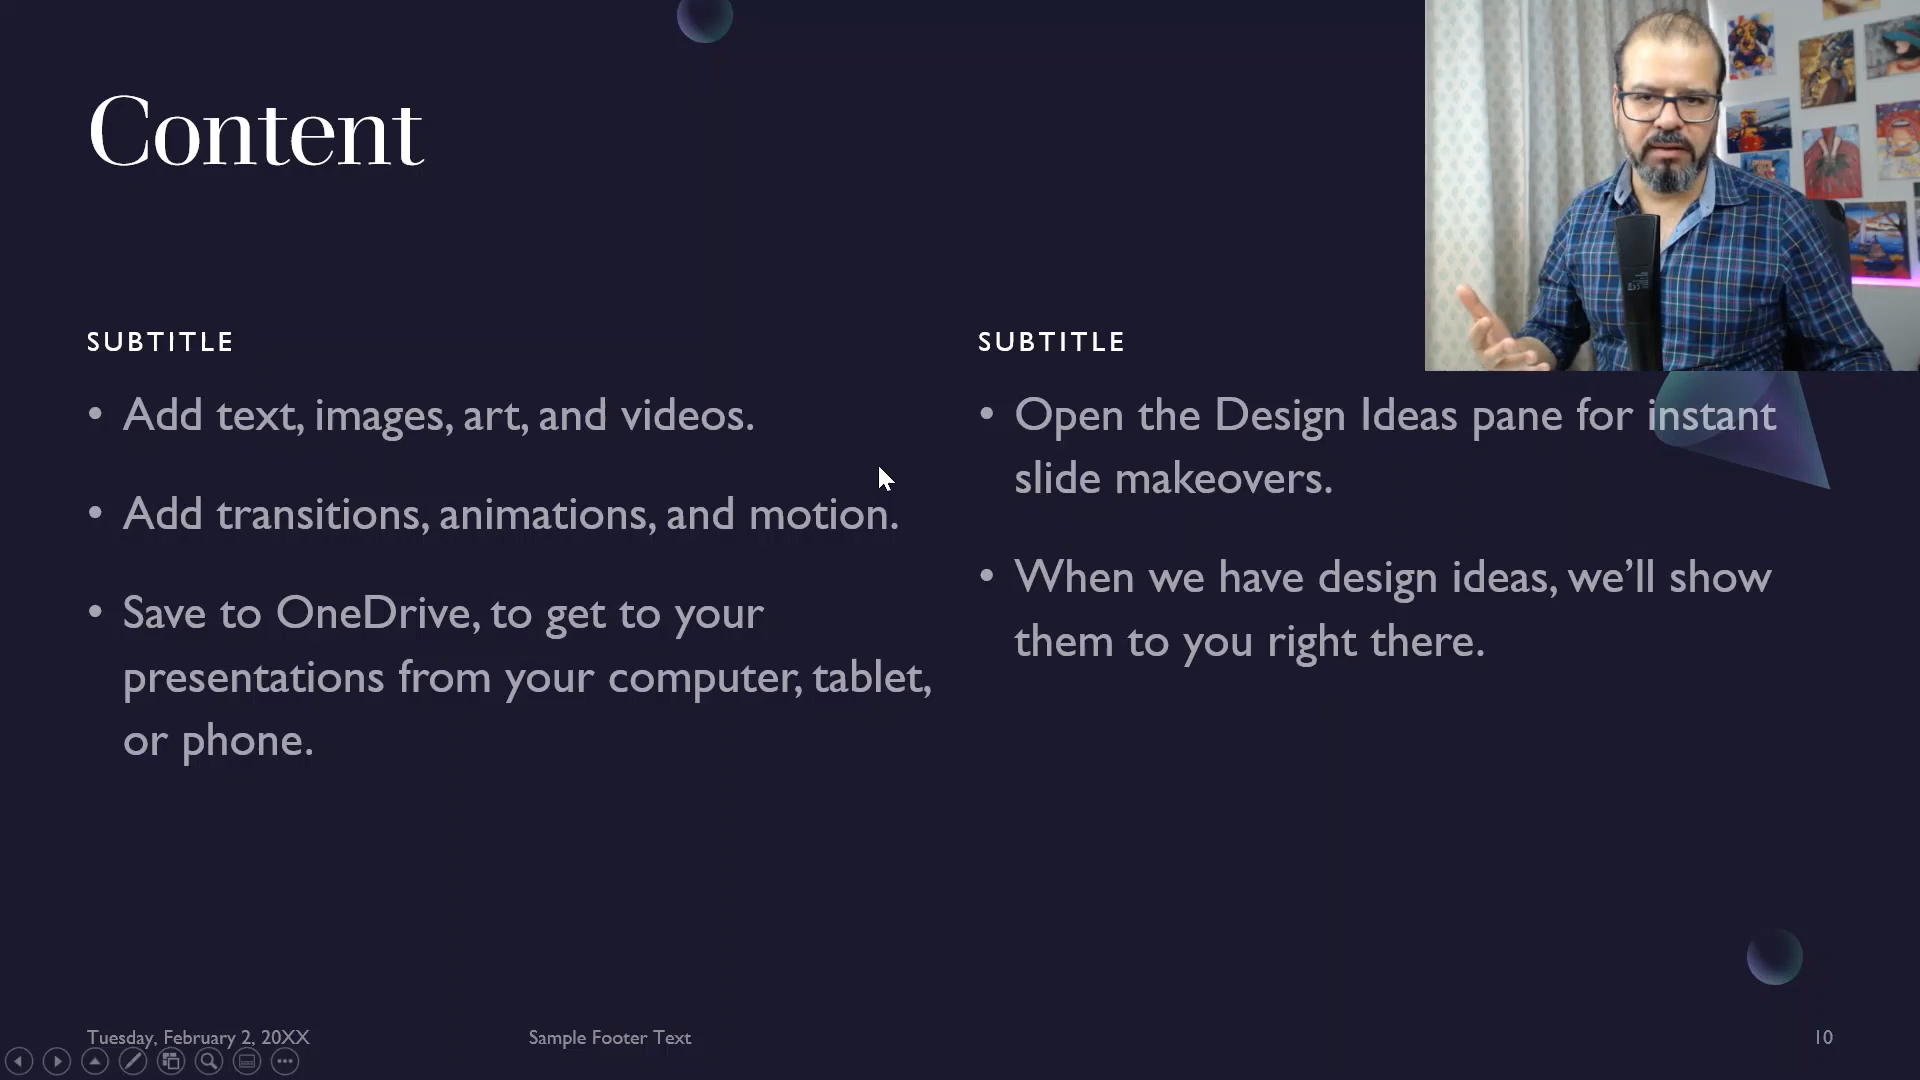 Content
SUBTITLE
• Add text, images, art, and videos.
• Add transitions, animations, and motion.
• Save to OneDrive, to get to your
presentations from your computer, tablet,
or phone.
SUBTITLE
• Open the Design Ideas pane for instant
slide makeovers.
• When we have design ideas, we’ll show
them to you right there.
Tuesday, February 2, 20XX
Sample Footer Text
10